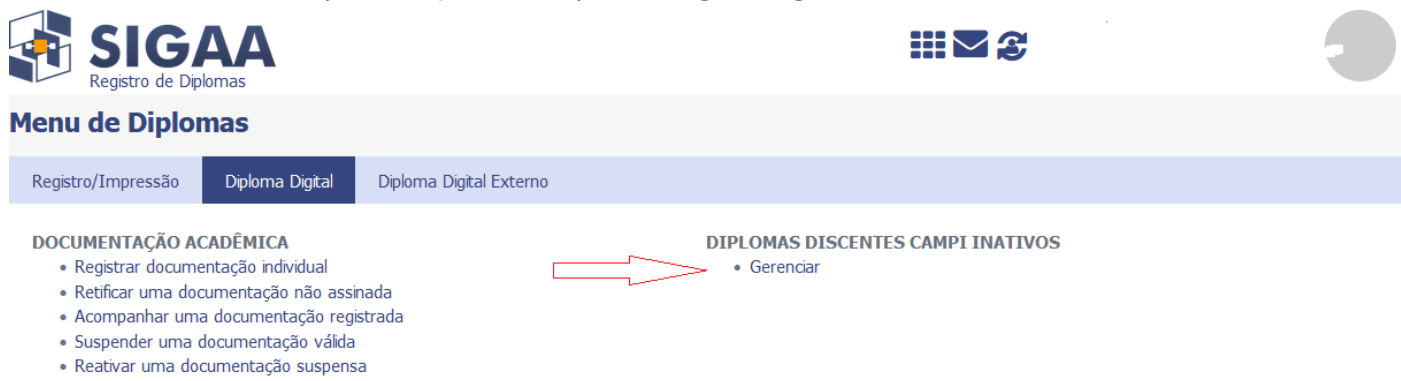 SIGAA
Registro de Diplomas
Menu de Diplomas
Registro/Impressão Diploma Digital Diploma Digital Externo
DOCUMENTAÇÃO ACADÊMICA
• Registrar documentação individual
• Retificar uma documentação não assinada
• Acompanhar uma documentação registrada
• Suspender uma documentação válida
• Reativar uma documentação suspensa
DIPLOMAS DISCENTES CAMPI INATIVOS
• Gerenciar